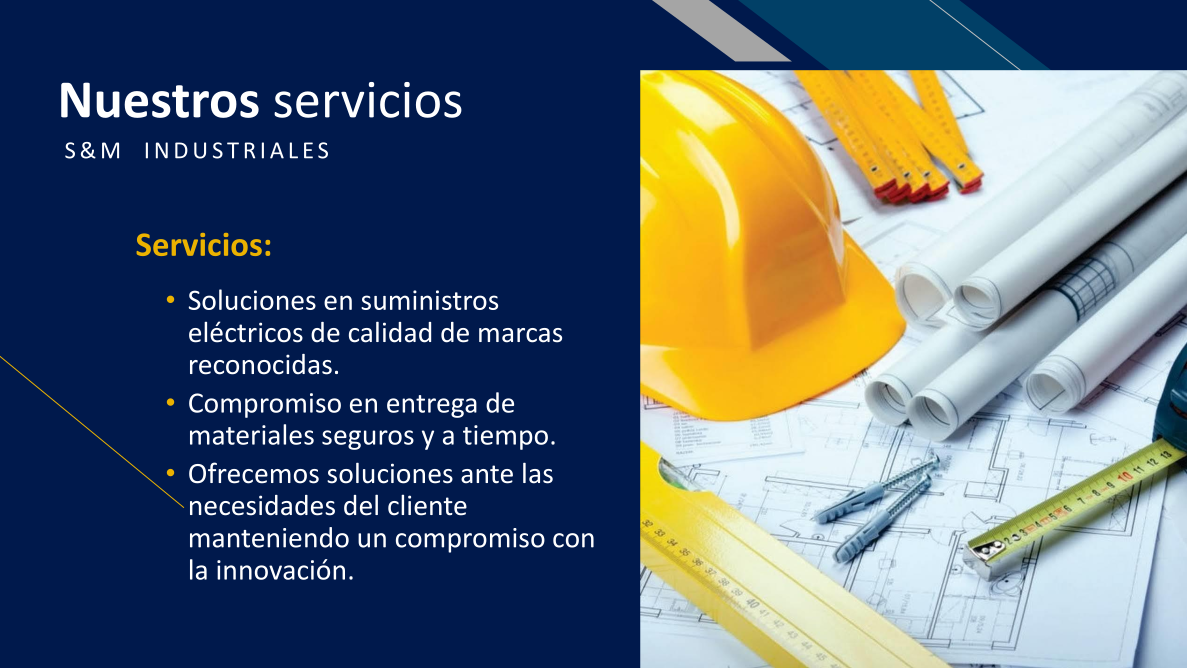 Nuestros servicios
S&M INDUSTRIALES
Servicios:
• Soluciones en suministros
eléctricos de calidad de marcas
reconocidas.
• Compromiso en entrega de
materiales seguros y a tiempo.
• Ofrecemos soluciones ante las
necesidades del cliente
manteniendo un compromiso con
la innovación.